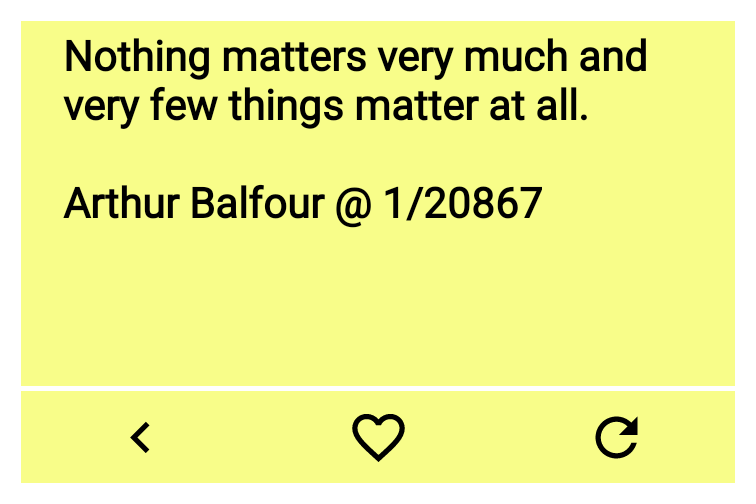 Nothing matters very much and
very few things matter at all.
Arthur Balfour @ 1/20867